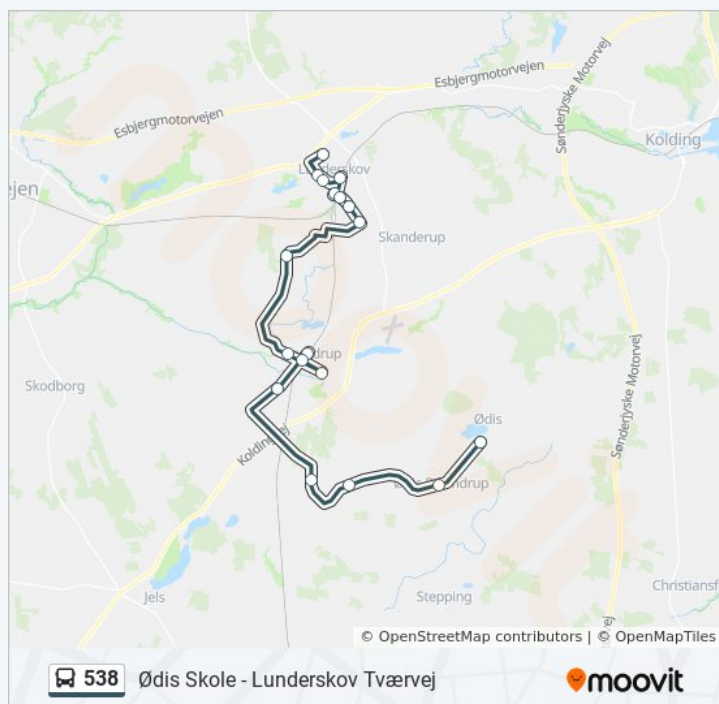 Esbjergmotorvejen
Sønderjyske Motorvej
Esbjergmotorvejen
Kolding
Lunderskov
ejen
Skanderup
drup
Skodborg
Sønderjyske Motorvej
Ødis
Koldingvej
Jels
Stepping
Christiansf
vej
© OpenStreetMap contributors | © OpenMapTiles
538 Ødis Skole - Lunderskov Tværvej moovit